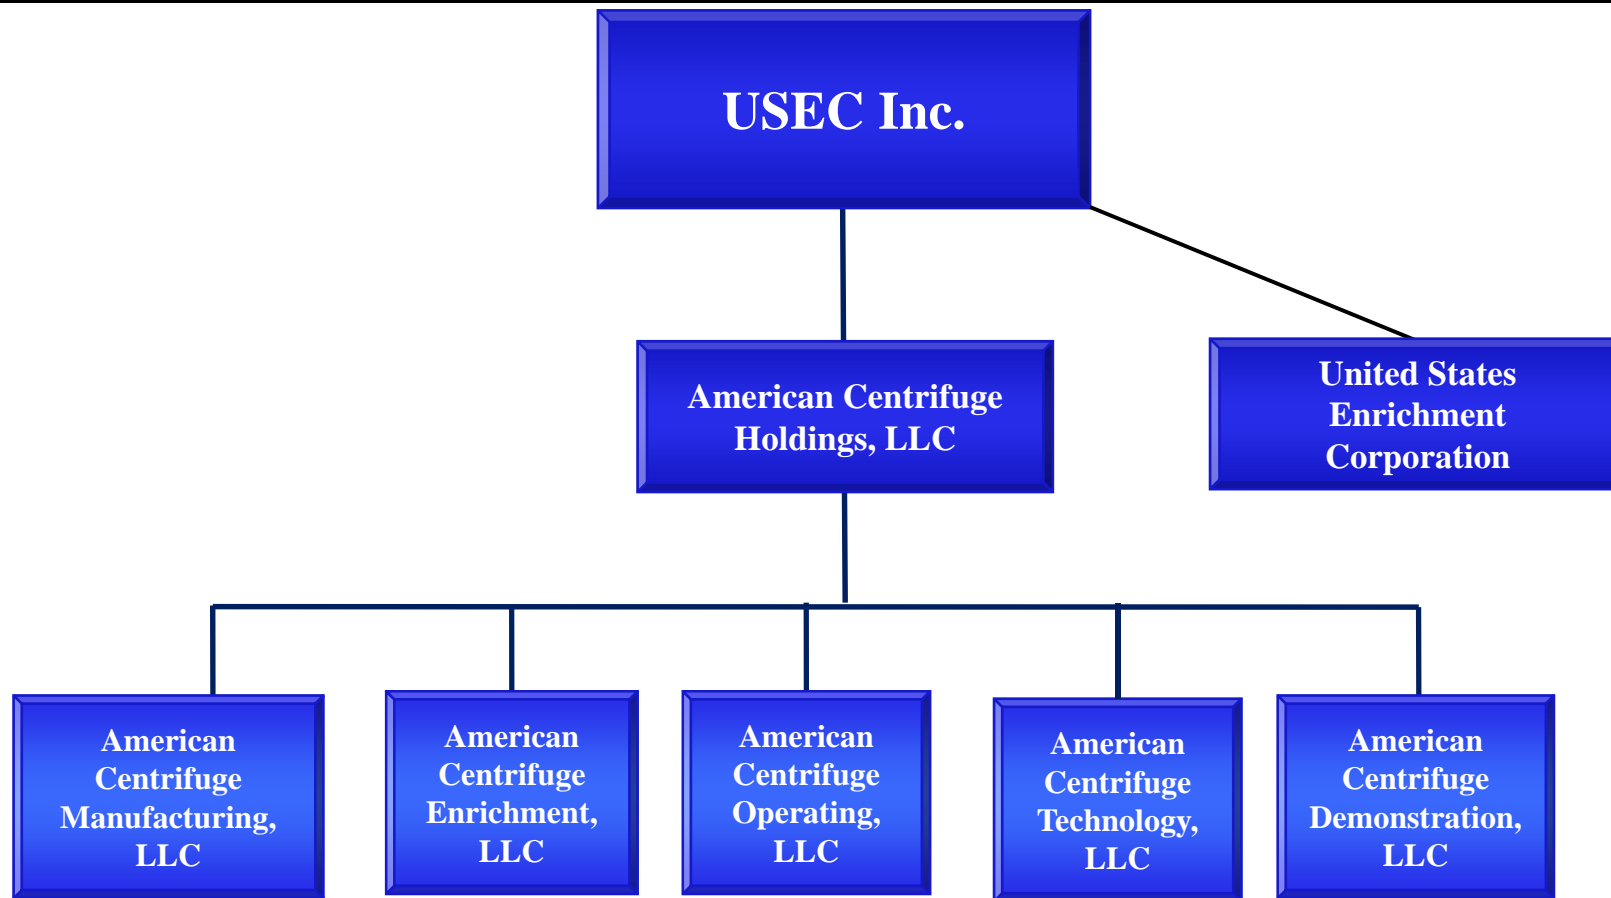 USEC Inc.
American Centrifuge
Holdings, LLC
United States
Enrichment
Corporation
American
Centrifuge
Manufacturing,
LLC
American
Centrifuge
Enrichment,
LLC
American
Centrifuge
Operating,
LLC
American
Centrifuge
Technology,
LLC
American
Centrifuge
Demonstration,
LLC